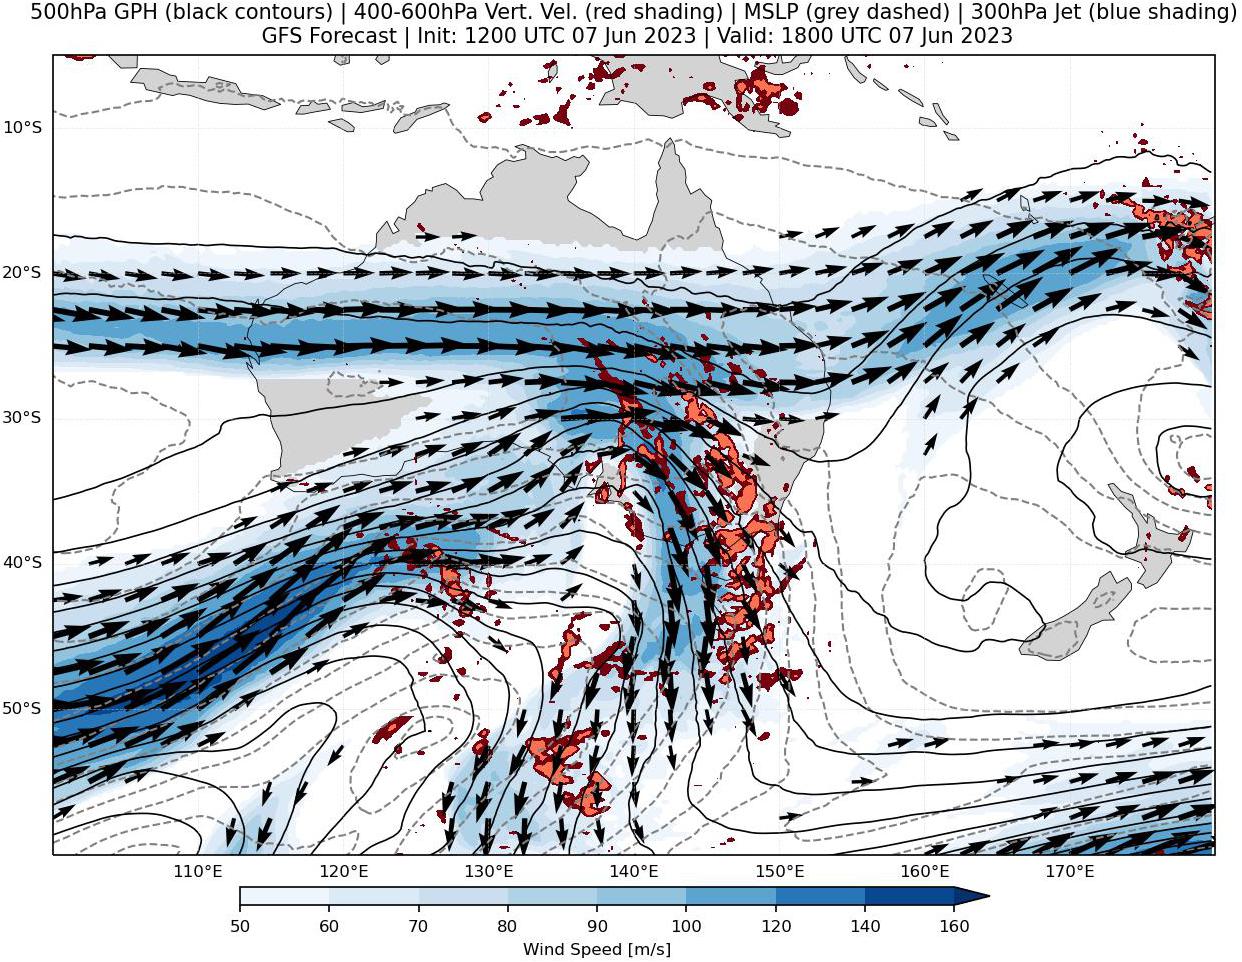 500hPa GPH (black contours) | 400-600hPa Vert. Vel. (red shading) | MSLP (grey dashed) | 300hPa Jet (blue shading)
GFS Forecast | Init: 1200 UTC 07 Jun 2023 | Valid: 1800 UTC 07 Jun 2023
10°S
20°S
30°S
40°S
50°S
110°E 120°E 130°E 140°E 150°E 160°E 170°E
50 60 70 80 90 100 120 140 160
Wind Speed [m/s]